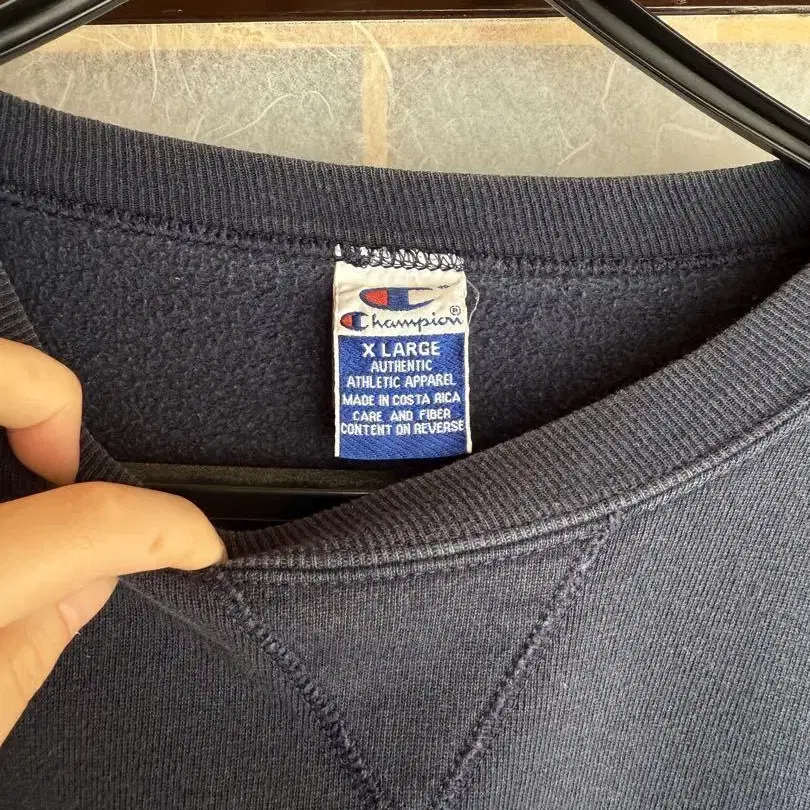 Champion®
X LARGE
AUTHENTIC
ATHLETIC APPAREL
MADE IN COSTA RICA
CARE AND FIBER
CONTENT ON REVERSE